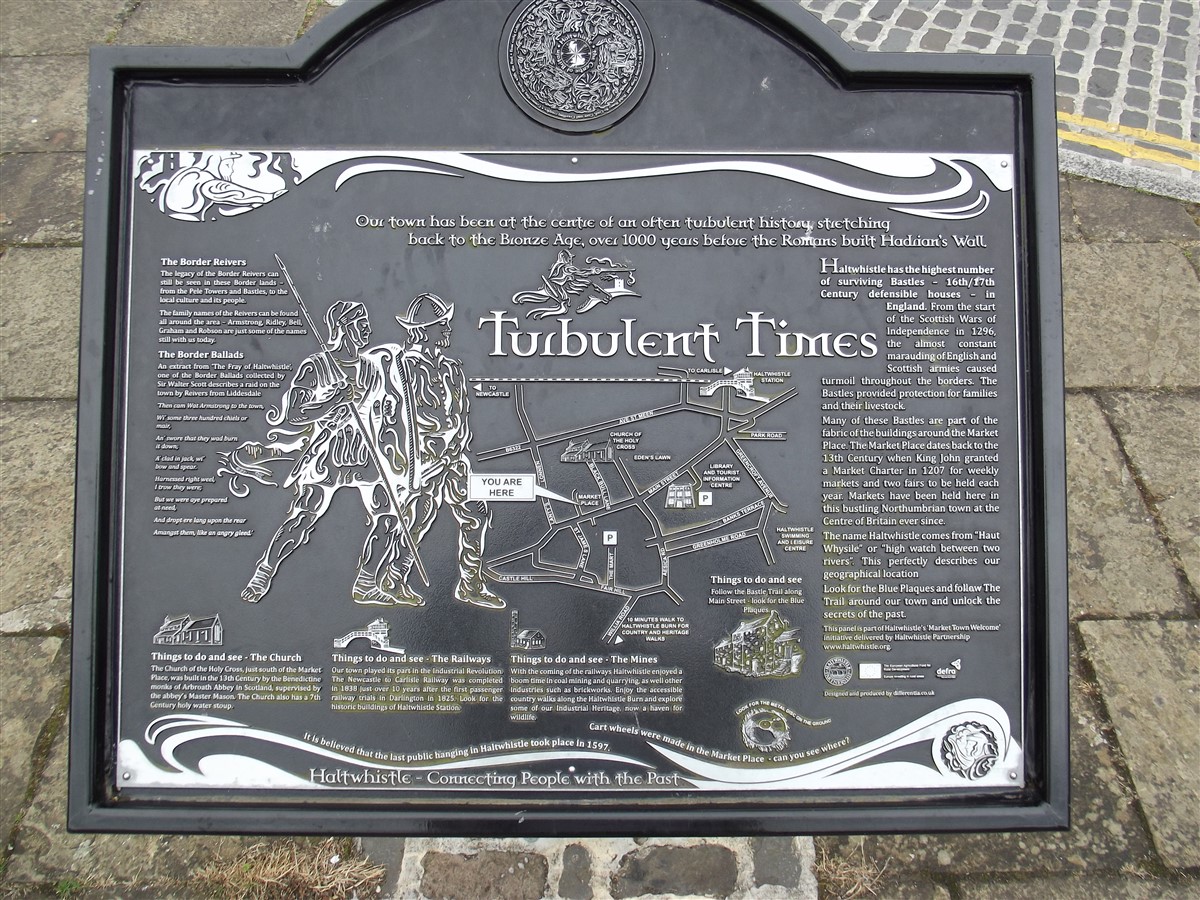 Our town has been at the centre of an often turbulent history, stretching
back to the Bronze Age, over 1000 years before the Romans built Hadrian's Wall.
The Border Reivers
The legacy of the Border Reivers can
still be seen in these Border lands –
from the Pele Towers and Bastles, to the
local culture and its people.
The family names of the Reivers can be found
all around the area – Armstrong, Ridley, Bell,
Graham and Robson are just some of the names
still with us today.
The Border Ballads
An extract from 'The Fray of Haltwhistle',
one of the Border Ballads collected by
Sir Walter Scott describes a raid on the
town by Reivers from Liddesdale
'Then cam Wat Armstrong to the town,
Wi' some three hundred chiels or
mair,
An' swore that they wad burn
it down;
A' clad in jack, wi'
bow and spear.
Harnessed right weel,
I trow they were;
But we were aye prepared
at need,
And dropt ere lang upon the rear
Amangst them, like an angry gleed.'
Turbulent Times
TO CARLISLE
HALTWHISTLE
STATION
TO
NEWCASTLE
AESICA ROAD
PARK ROAD
B6322
CHURCH OF
THE HOLY
CROSS
EDEN'S LAWN
LIBRARY
AND TOURIST
INFORMATION
CENTRE
MAIN STREET
P
YOU ARE
HERE
MARKET
PLACE
BANKS TERRACE
GREENHOLME ROAD
HALTWHISTLE
SWIMMING
AND LEISURE
CENTRE
P
THE MART
CASTLE HILL
FAIR HILL
10 MINUTES WALK TO
HALTWHISTLE BURN FOR
COUNTRY AND HERITAGE
WALKS
Haltwhistle has the highest number
of surviving Bastles – 16th/17th
Century defensible houses – in
England. From the start
of the Scottish Wars of
Independence in 1296,
the almost constant
marauding of English and
Scottish armies caused
turmoil throughout the borders. The
Bastles provided protection for families
and their livestock.
Many of these Bastles are part of the
fabric of the buildings around the Market
Place. The Market Place dates back to the
13th Century when King John granted
a Market Charter in 1207 for weekly
markets and two fairs to be held each
year. Markets have been held here in
this bustling Northumbrian town at the
Centre of Britain ever since.
The name Haltwhistle comes from "Haut
Whysile" or "high watch between two
rivers". This perfectly describes our
geographical location
Look for the Blue Plaques and follow The
Trail around our town and unlock the
secrets of the past.
This panel is part of Haltwhistle's 'Market Town Welcome'
initiative delivered by Haltwhistle Partnership
www.haltwhistle.org.
defra
Designed and produced by differentia.co.uk
Things to do and see
Follow the Bastle Trail along
Main Street - look for the Blue
Plaques
Things to do and see - The Church
The Church of the Holy Cross, just south of the Market
Place, was built in the 13th Century by the Benedictine
monks of Arbroath Abbey in Scotland, supervised by
the abbey's Master Mason. The Church also has a 7th
Century holy water stoup.
Things to do and see - The Railways
Our town played its part in the Industrial Revolution.
The Newcastle to Carlisle Railway was completed
in 1838 just over 10 years after the first passenger
railway trials in Darlington in 1825. Look for the
historic buildings of Haltwhistle Station.
Things to do and see - The Mines
With the coming of the railways Haltwhistle enjoyed a
boom time in coal mining and quarrying, as well other
industries such as brickworks. Enjoy the accessible
country walks along the Haltwhistle Burn and explore
some of our Industrial Heritage, now a haven for
wildlife.
LOOK FOR THE METAL RING ON THE GROUND
Cart wheels were made in the Market Place - can you see where?
It is believed that the last public hanging in Haltwhistle took place in 1597.
Haltwhistle - Connecting People with the Past